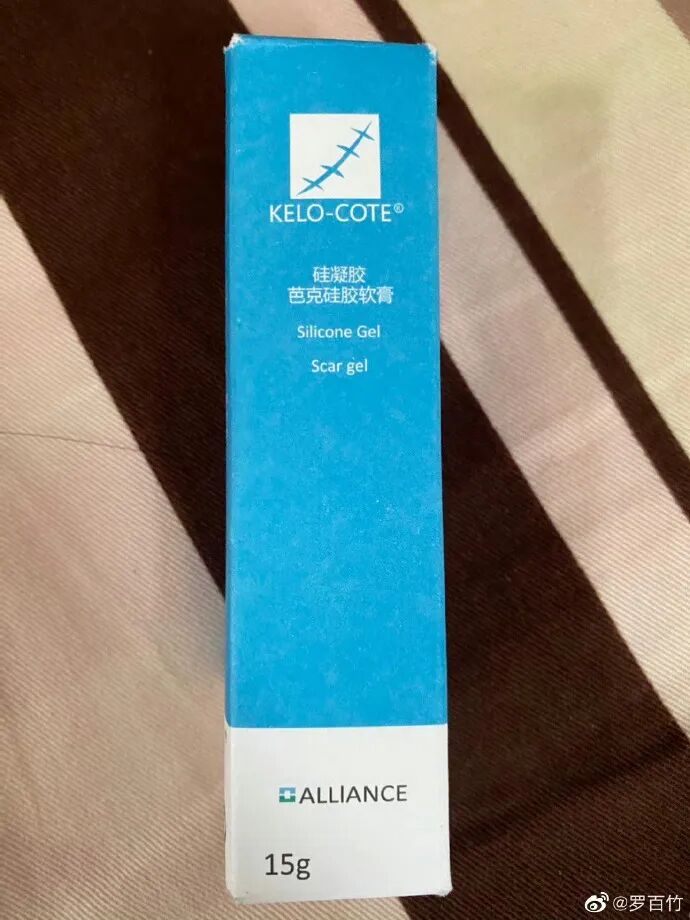 KELO-COTE®
硅凝胶
芭克硅胶软膏
Silicone Gel
Scar gel
ALLIANCE
15g
@罗百竹